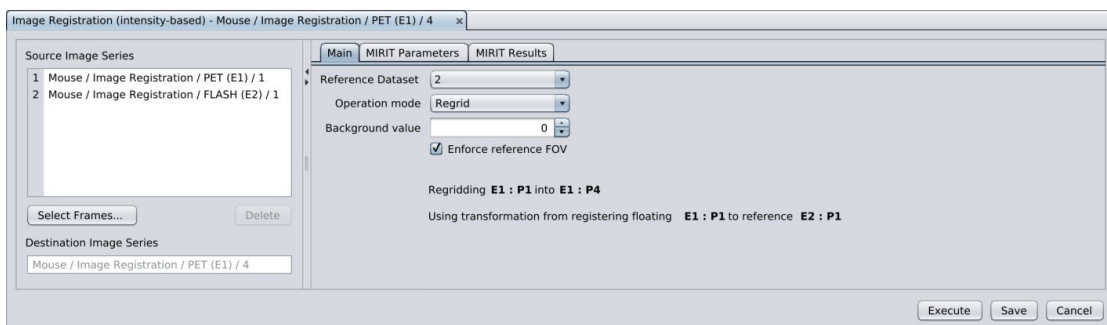 Image Registration (intensity-based) - Mouse / Image Registration / PET (E1) / 4 ×
Source Image Series
1 Mouse / Image Registration / PET (E1) / 1
2 Mouse / Image Registration / FLASH (E2) / 1
Select Frames... Delete
Destination Image Series
Mouse / Image Registration / PET (E1) / 4
Main MIRIT Parameters MIRIT Results
Reference Dataset 2
Operation mode Regrid
Background value 0
Enforce reference FOV
Regridding E1 : P1 into E1 : P4
Using transformation from registering floating E1 : P1 to reference E2 : P1
Execute Save Cancel